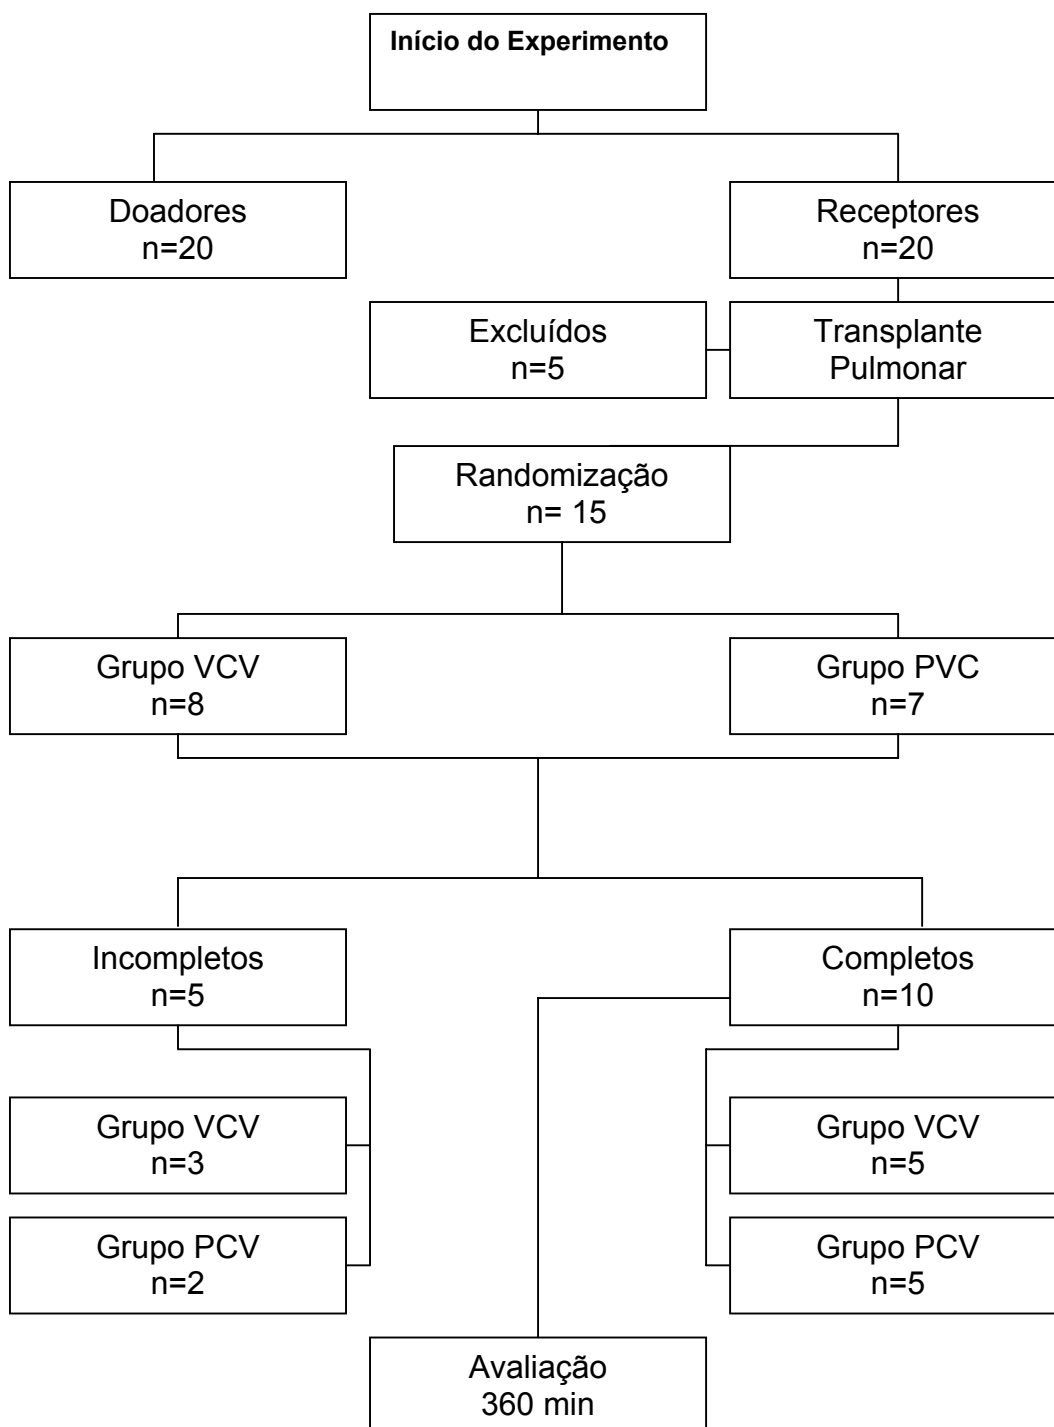 Início do Experimento
Doadores
n=20
Receptores
n=20
Excluídos
n=5
Transplante
Pulmonar
Randomização
n= 15
Grupo VCV
n=8
Grupo PVC
n=7
Incompletos
n=5
Completos
n=10
Grupo VCV
n=3
Grupo VCV
n=5
Grupo PCV
n=2
Grupo PCV
n=5
Avaliação
360 min